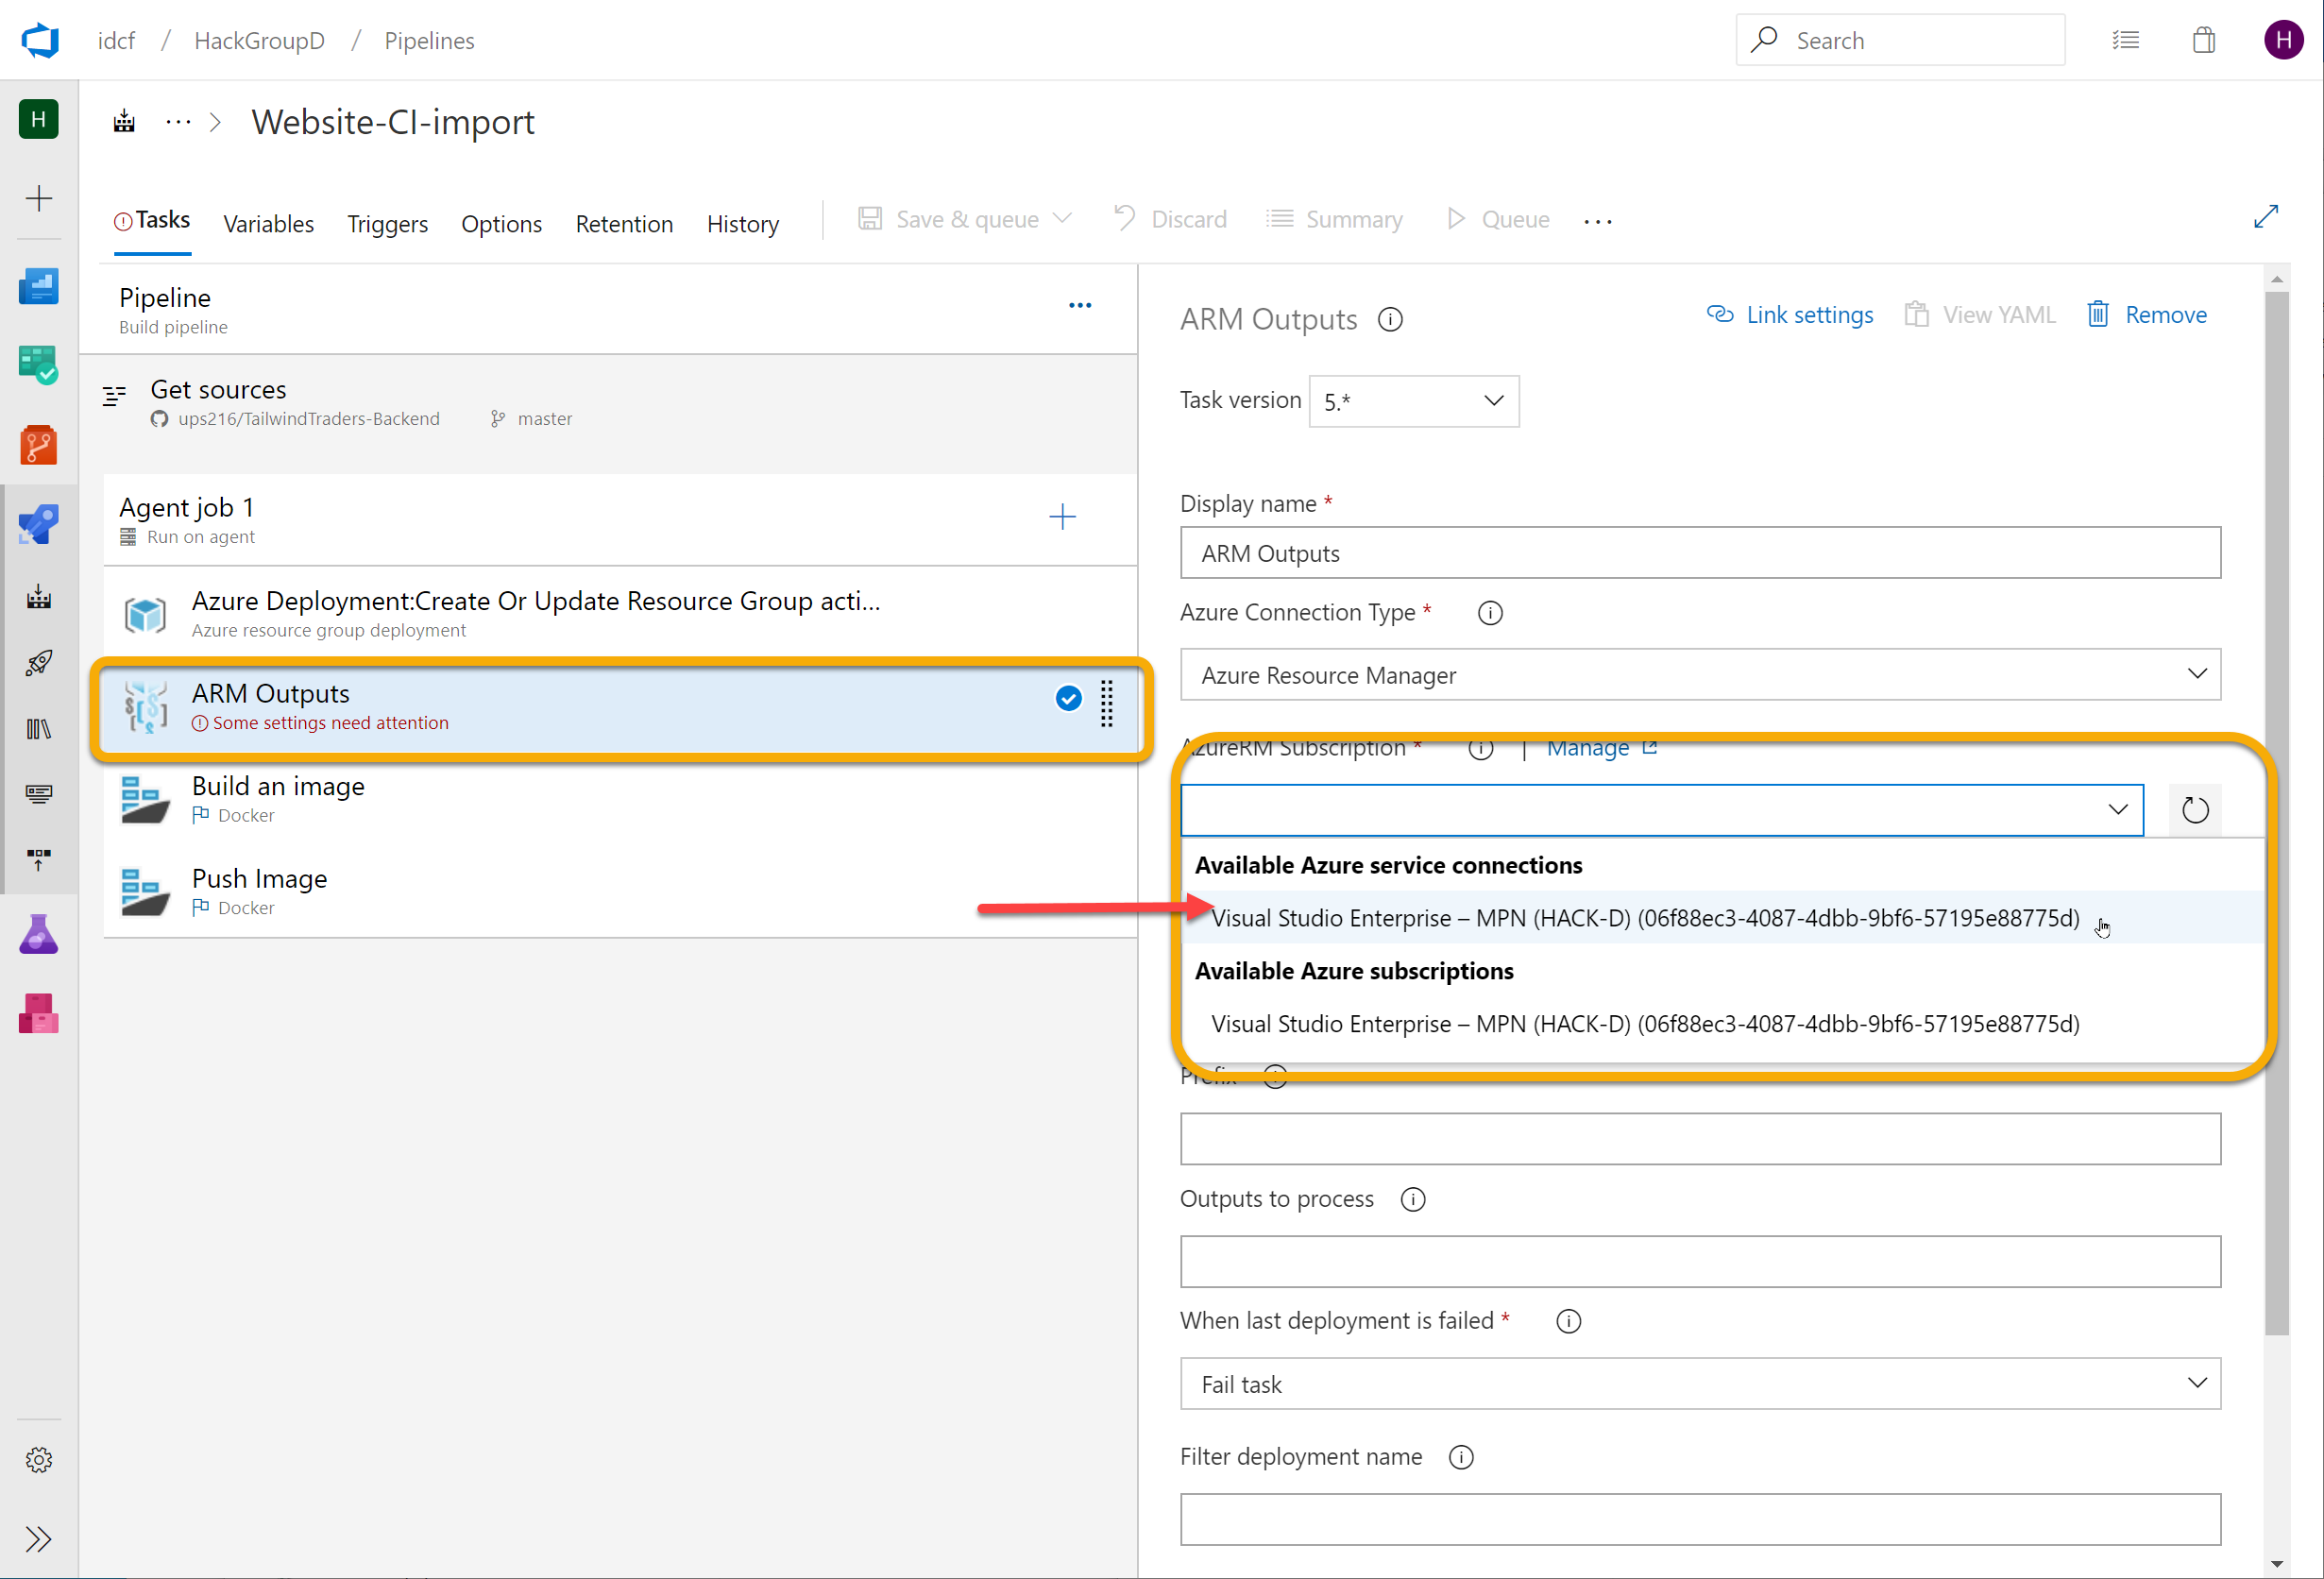 idcf / HackGroupD / Pipelines
Search
H
H
Website-CI-import
Tasks Variables Triggers Options Retention History
Save & queue Discard Summary Queue
Pipeline
Build pipeline
Get sources
ups216/TailwindTraders-Backend master
Agent job 1
Run on agent
Azure Deployment:Create Or Update Resource Group acti...
Azure resource group deployment
ARM Outputs
Some settings need attention
Build an image
Docker
Push Image
Docker
ARM Outputs
Link settings View YAML Remove
Task version 5.*
Display name *
ARM Outputs
Azure Connection Type *
Azure Resource Manager
AzureRM Subscription * | Manage
Available Azure service connections
Visual Studio Enterprise – MPN (HACK-D) (06f88ec3-4087-4dbb-9bf6-57195e88775d)
Available Azure subscriptions
Visual Studio Enterprise – MPN (HACK-D) (06f88ec3-4087-4dbb-9bf6-57195e88775d)
Prefix
Outputs to process
When last deployment is failed *
Fail task
Filter deployment name